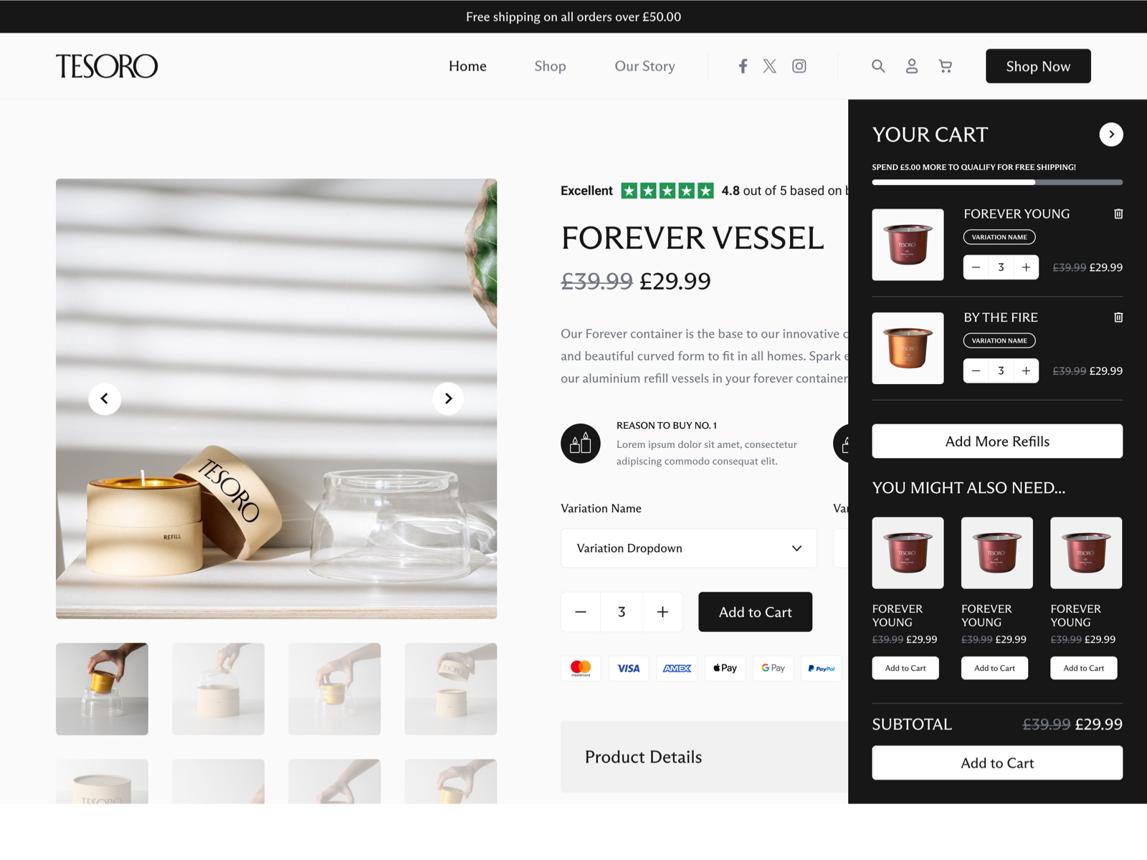 Free shipping on all orders over £50.00
TESORO
Home
Shop
Our Story
Shop Now
Excellent
4.8 out of 5 based on
FOREVER VESSEL
£39.99 £29.99
Our Forever container is the base to our innovative
and beautiful curved form to fit in all homes. Spark
our aluminium refill vessels in your forever container
TESORO
REFILL
REASON TO BUY NO. 1
Lorem ipsum dolor sit amet, consectetur
adipiscing commodo consequat elit.
Variation Name
Variation Dropdown
3
Add to Cart
mastercard
VISA
AMEX
Pay
G Pay
PayPal
Product Details
TESORO
YOUR CART
SPEND £5.00 MORE TO QUALIFY FOR FREE SHIPPING!
TESORO
FOREVER YOUNG
VARIATION NAME
3
£39.99 £29.99
TESORO
BY THE FIRE
VARIATION NAME
3
£39.99 £29.99
Add More Refills
YOU MIGHT ALSO NEED...
TESORO
TESORO
TESORO
FOREVER
YOUNG
£39.99 £29.99
Add to Cart
FOREVER
YOUNG
£39.99 £29.99
Add to Cart
FOREVER
YOUNG
£39.99 £29.99
Add to Cart
SUBTOTAL
£39.99 £29.99
Add to Cart